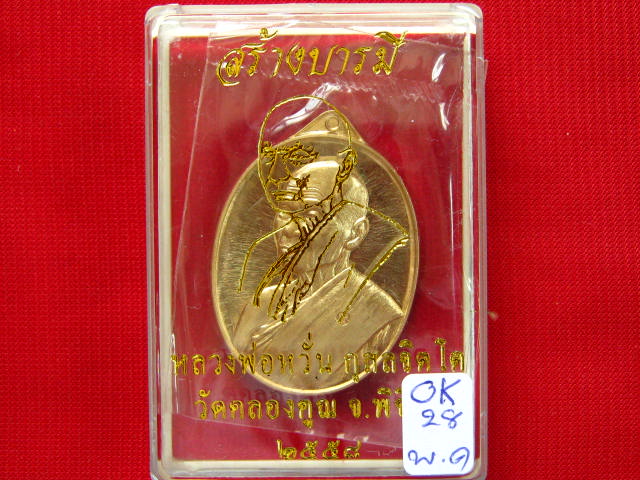 สร้างบารมี
หลวงพ่อหวั่น กุสลจิตโต
วัดคลองคูณ จ.พิจิ
๒๕๕๘
OK
28
พ.๑